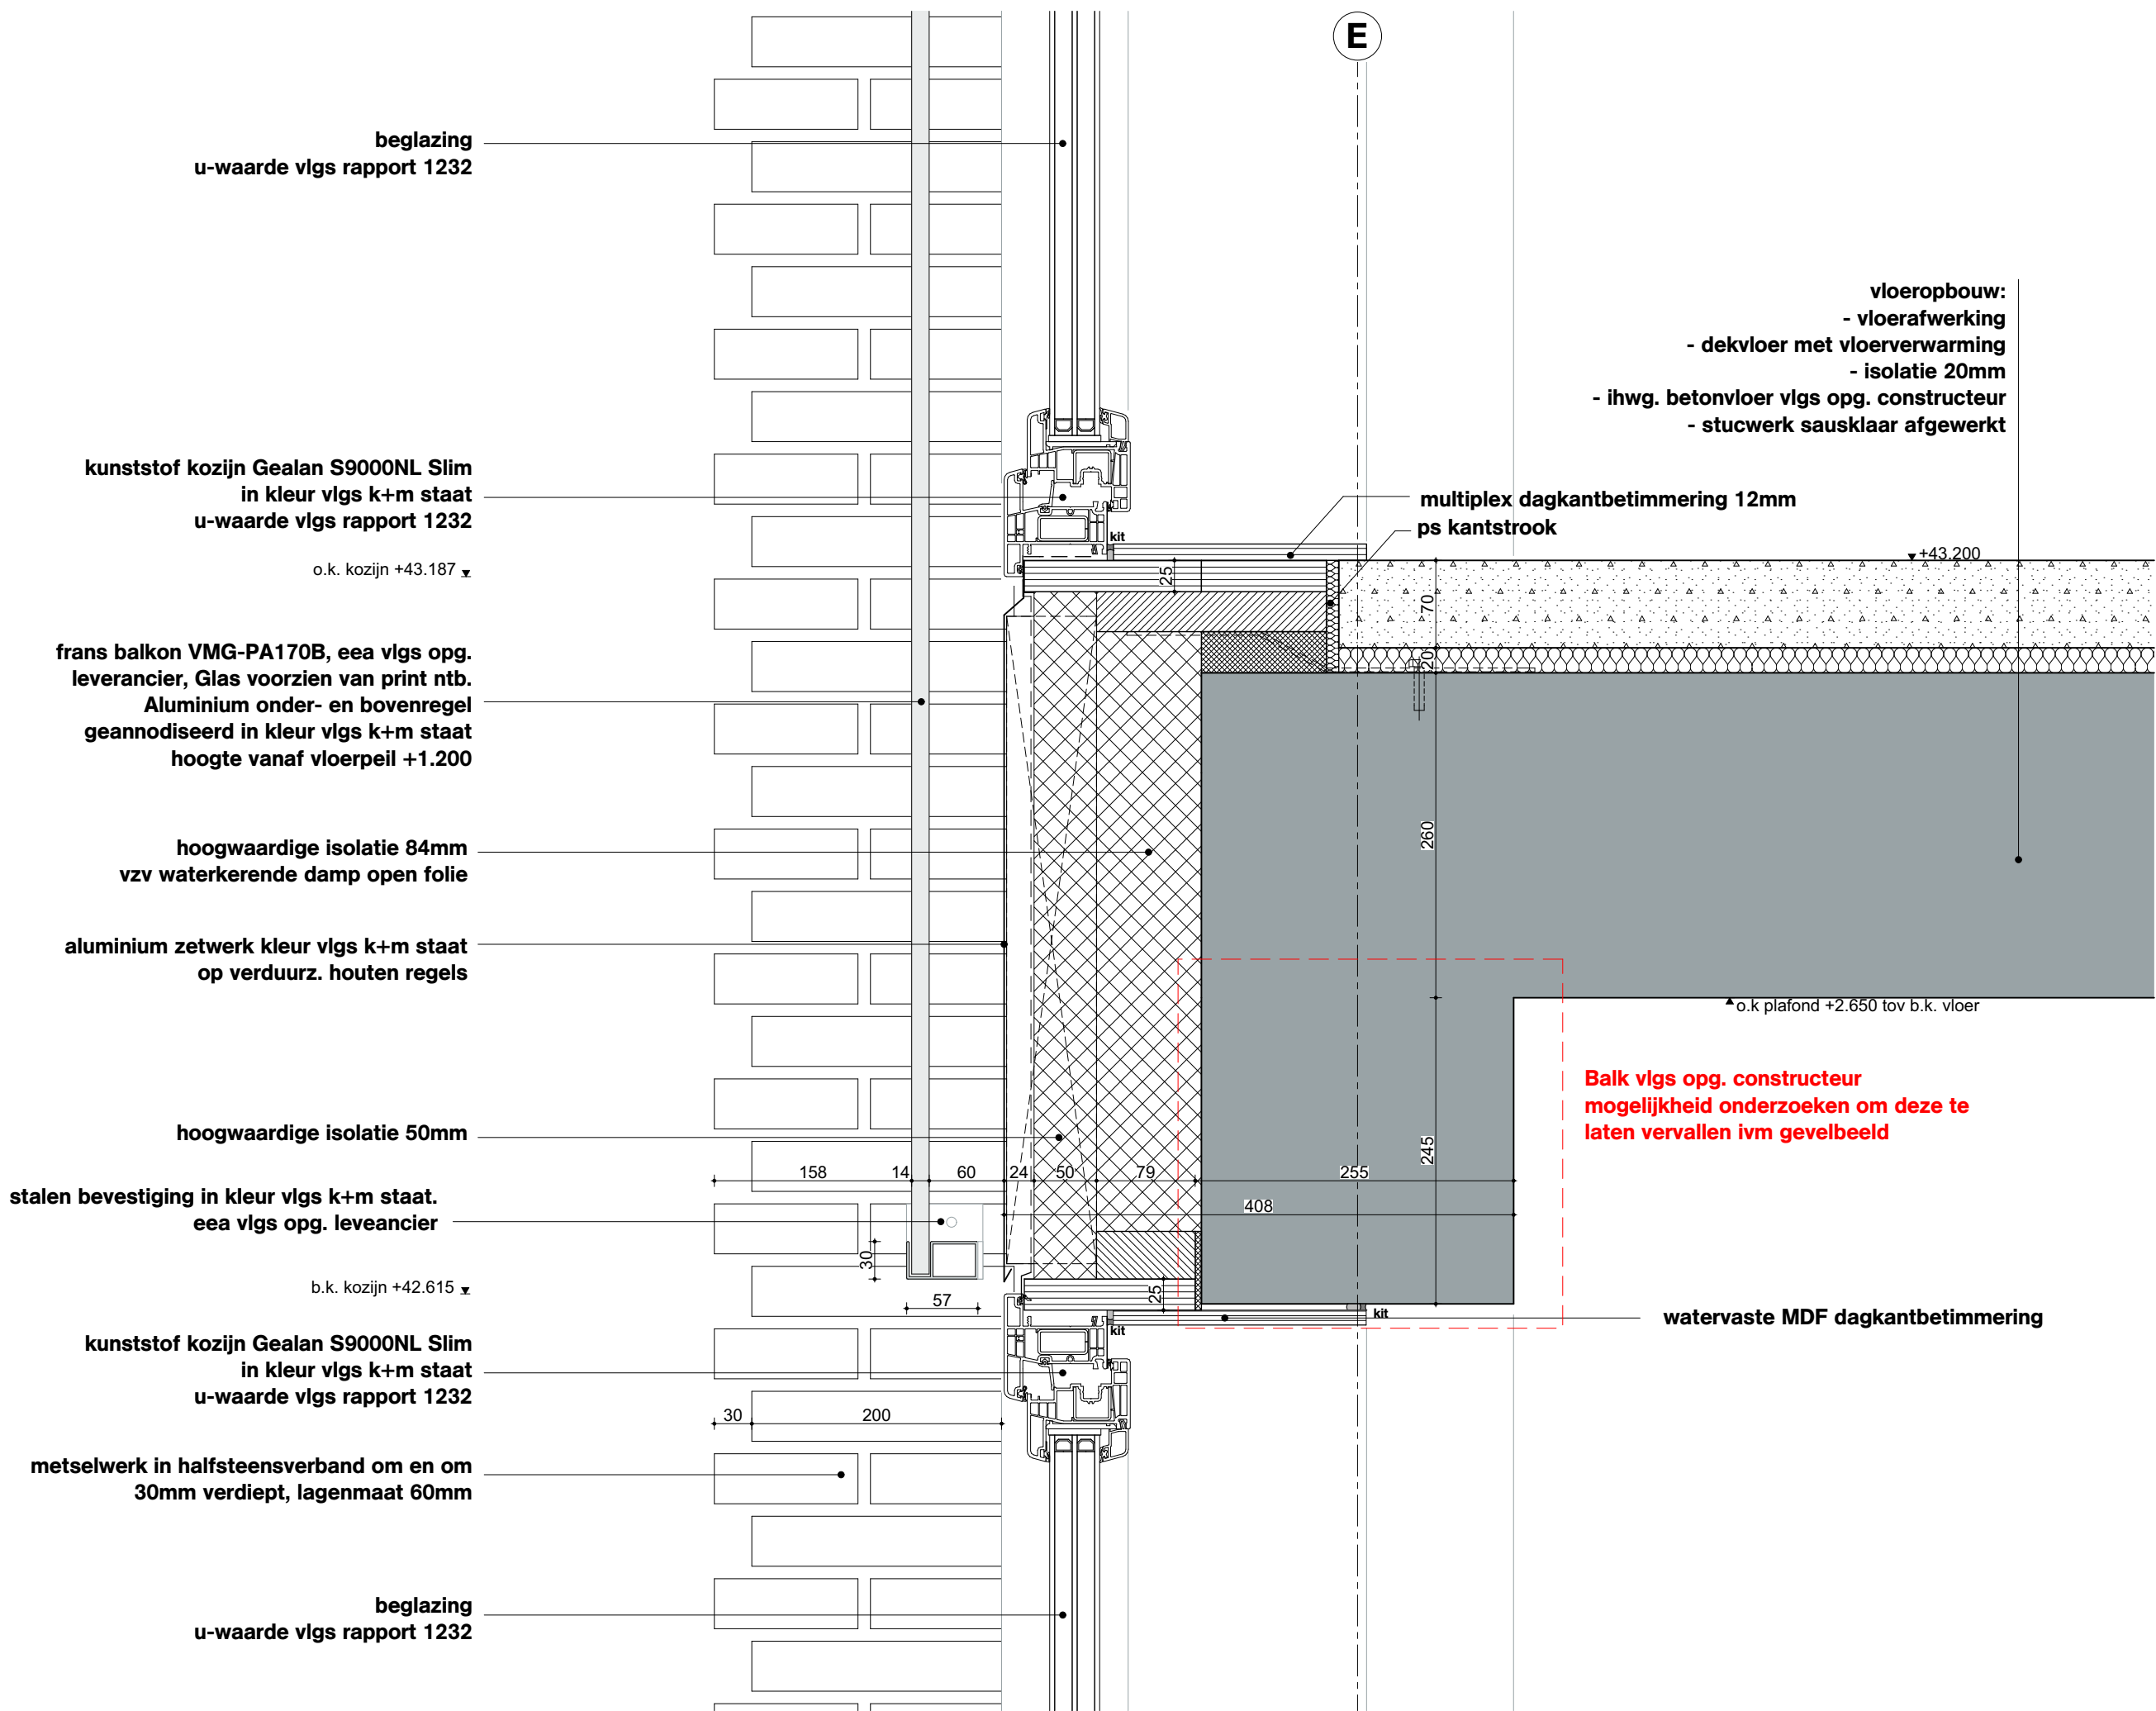 E
beglazing
u-waarde vlgs rapport 1232
vloeropbouw:
- vloerafwerking
- dekvloer met vloerverwarming
- isolatie 20mm
- ihwg. betonvloer vlgs opg. constructeur
- stucwerk sausklaar afgewerkt
kunststof kozijn Gealan S9000NL Slim
in kleur vlgs k+m staat
u-waarde vlgs rapport 1232
multiplex dagkantbetimmering 12mm
ps kantstrook
kit
+43.200
o.k. kozijn +43.187
25
70
20
frans balkon VMG-PA170B, eea vlgs opg.
leverancier, Glas voorzien van print ntb.
Aluminium onder- en bovenregel
geannodiseerd in kleur vlgs k+m staat
hoogte vanaf vloerpeil +1.200
260
hoogwaardige isolatie 84mm
vzv waterkerende damp open folie
aluminium zetwerk kleur vlgs k+m staat
op verduurz. houten regels
o.k plafond +2.650 tov b.k. vloer
Balk vlgs opg. constructeur
mogelijkheid onderzoeken om deze te
laten vervallen ivm gevelbeeld
hoogwaardige isolatie 50mm
245
158 14 60 24 50 79 255
408
stalen bevestiging in kleur vlgs k+m staat.
eea vlgs opg. leveancier
30
b.k. kozijn +42.615
57
25
kit
kit
watervaste MDF dagkantbetimmering
kunststof kozijn Gealan S9000NL Slim
in kleur vlgs k+m staat
u-waarde vlgs rapport 1232
30 200
metselwerk in halfsteensverband om en om
30mm verdiept, lagenmaat 60mm
beglazing
u-waarde vlgs rapport 1232